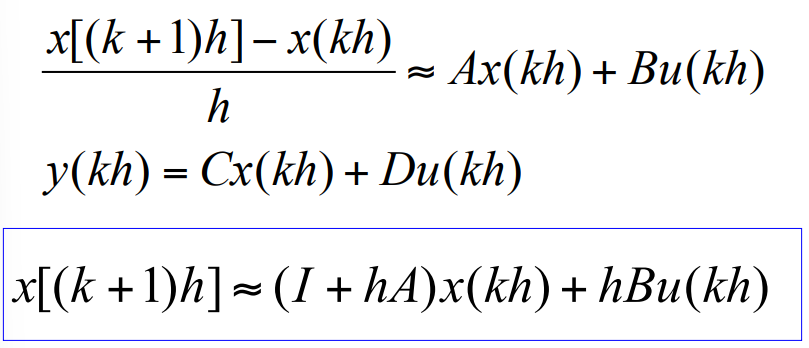 x[(k + 1)h] − x(kh)
h
≈ Ax(kh) + Bu(kh)
y(kh) = Cx(kh) + Du(kh)
x[(k + 1)h] ≈ (I + hA)x(kh) + hBu(kh)